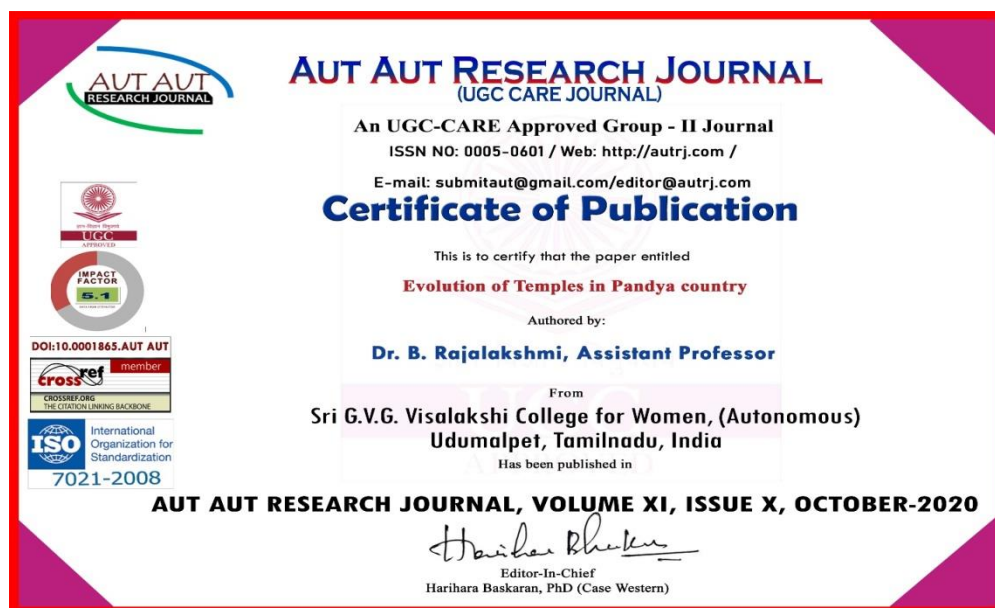 AUT AUT
RESEARCH JOURNAL
AUT AUT RESEARCH JOURNAL
(UGC CARE JOURNAL)
An UGC-CARE Approved Group - II Journal
ISSN NO: 0005-0601 / Web: http://autrj.com /
E-mail: submitaut@gmail.com/editor@autrj.com
Certificate of Publication
This is to certify that the paper entitled
Evolution of Temples in Pandya country
Authored by:
Dr. B. Rajalakshmi, Assistant Professor
From
Sri G.V.G. Visalakshi College for Women, (Autonomous)
Udumalpet, Tamilnadu, India
Has been published in
AUT AUT RESEARCH JOURNAL, VOLUME XI, ISSUE X, OCTOBER-2020
Editor-In-Chief
Harihara Baskaran, PhD (Case Western)
UGC
APPROVED
IMPACT
FACTOR
5.1
DOI:10.0001865.AUT AUT
crossref
member
CROSSREF.ORG
THE CITATION LINKING BACKBONE
ISO
International
Organization for
Standardization
7021-2008